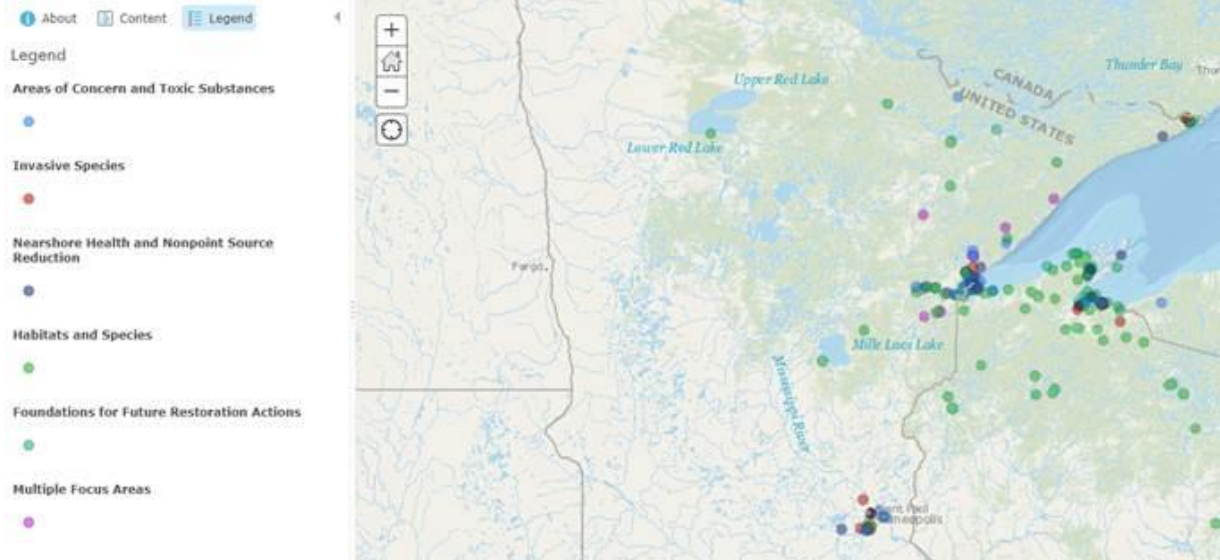 About Content Legend
Legend
Areas of Concern and Toxic Substances
Invasive Species
Nearshore Health and Nonpoint Source
Reduction
Habitats and Species
Foundations for Future Restoration Actions
Multiple Focus Areas
+
−
Upper Red Lake
Lower Red Lake
CANADA
UNITED STATES
Thunder Bay
Fargo
Mille Lacs Lake
Mississippi River